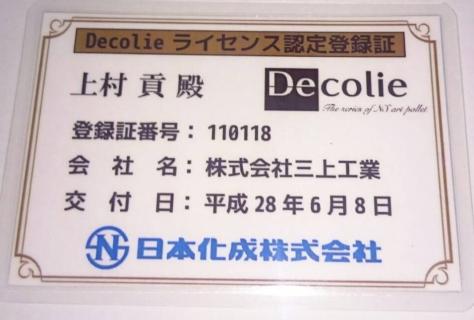 Decolie ライセンス認定登録証
上村 貢 殿
Decolie
The series of NS art pallet
登録証番号： 110118
会社名： 株式会社三上工業
交付日： 平成28年6月8日
NS 日本化成株式会社